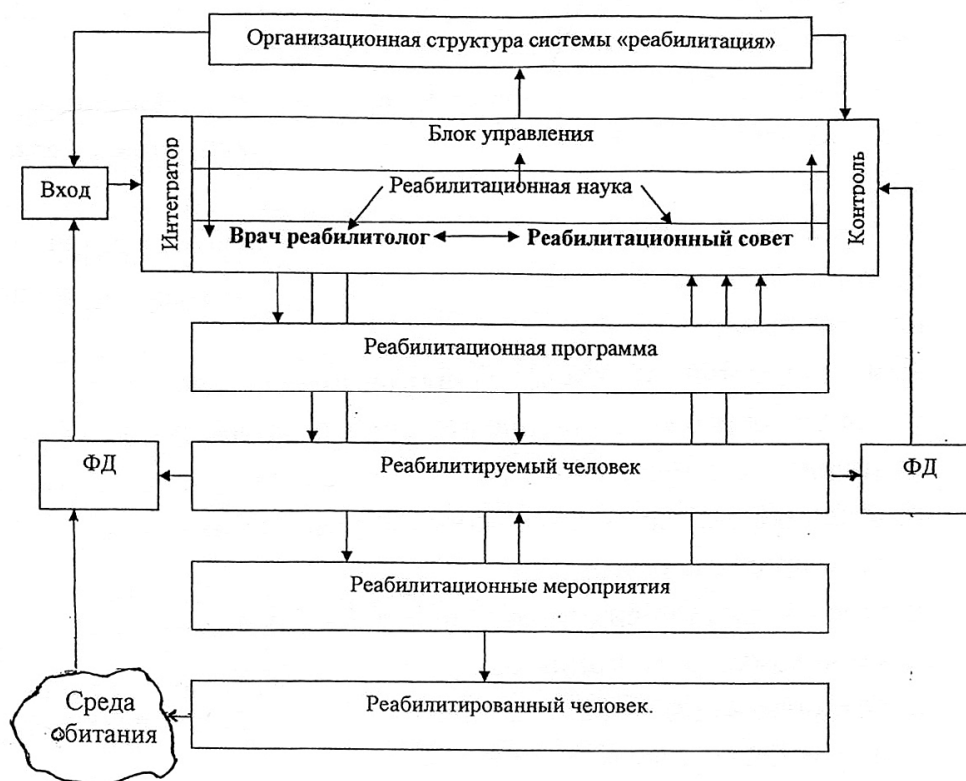 Организационная структура системы «реабилитация»
Блок управления
Интегратор
Контроль
Вход
Реабилитационная наука
Врач реабилитолог
Реабилитационный совет
Реабилитационная программа
ФД
Реабилитируемый человек
ФД
Реабилитационные мероприятия
Среда
обитания
Реабилитированный человек.